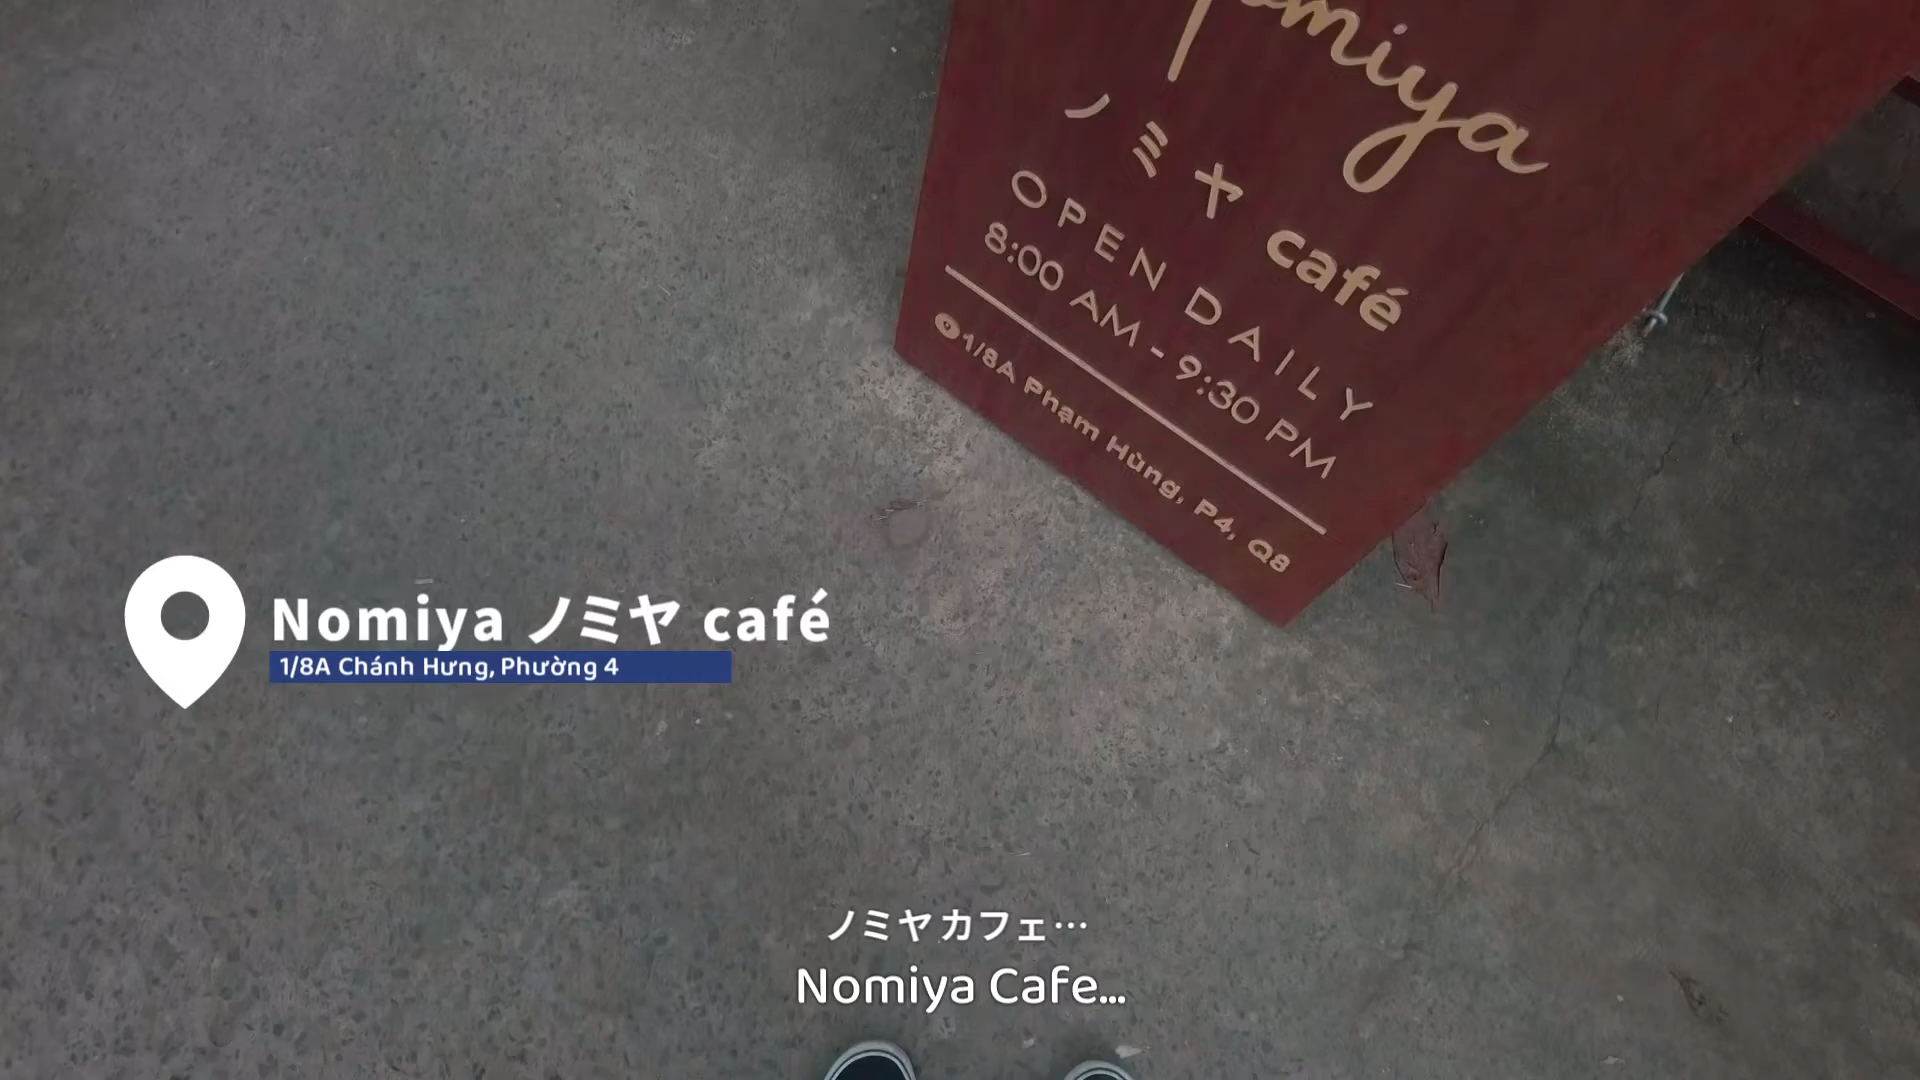 ノミヤ café
OPEN DAILY
8:00 AM - 9:30 PM
1/8A Phạm Hùng, P4, Q8
Nomiya ノミヤ café
1/8A Chánh Hưng, Phường 4
ノミヤカフェ…
Nomiya Cafe...